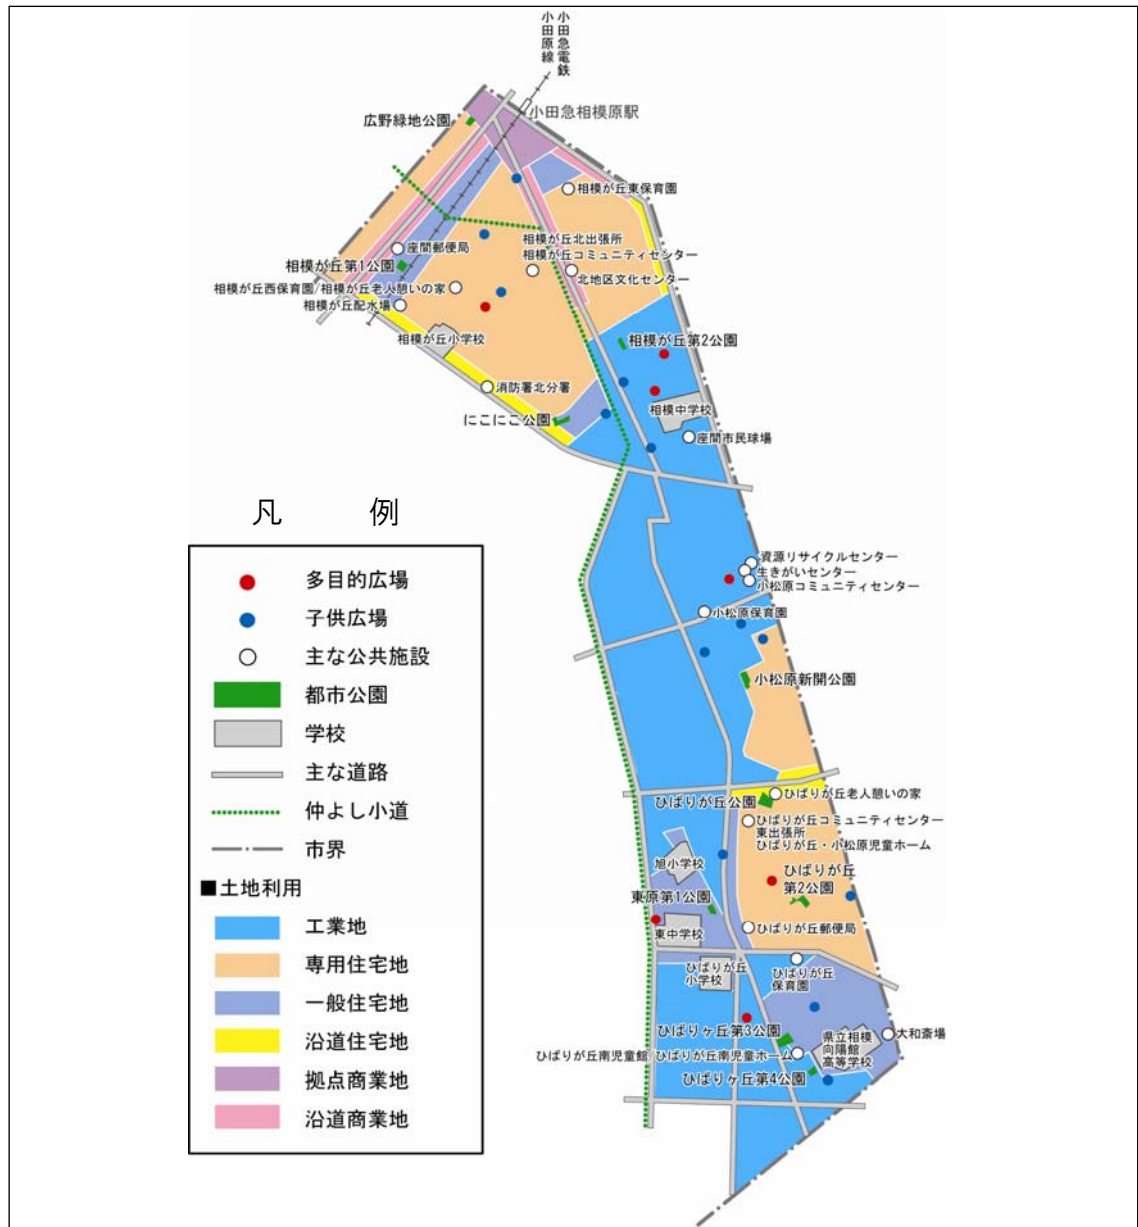 小田急電鉄
小田原線
小田急相模原駅
広野緑地公園
相模が丘東保育園
相模が丘北出張所
相模が丘コミュニティセンター
座間郵便局
相模が丘第1公園
北地区文化センター
相模が丘西保育園/相模が丘老人憩いの家
相模が丘配水場
相模が丘小学校
相模が丘第2公園
消防署北分署
相模中学校
にこにこ公園
座間市民球場
資源リサイクルセンター
生きがいセンター
小松原コミュニティセンター
小松原保育園
小松原新開公園
ひばりが丘公園
ひばりが丘老人憩いの家
ひばりが丘コミュニティセンター
東出張所
ひばりが丘・小松原児童ホーム
旭小学校
ひばりが丘
第2公園
東原第1公園
東中学校
ひばりが丘郵便局
ひばりが丘
小学校
ひばりが丘
保育園
ひばりヶ丘第3公園
県立相模
向陽館
高等学校
大和斎場
ひばりが丘南児童館/ひばりが丘南児童ホーム
ひばりヶ丘第4公園
凡 例
多目的広場
子供広場
主な公共施設
都市公園
学校
主な道路
仲よし小道
市界
■土地利用
工業地
専用住宅地
一般住宅地
沿道住宅地
拠点商業地
沿道商業地